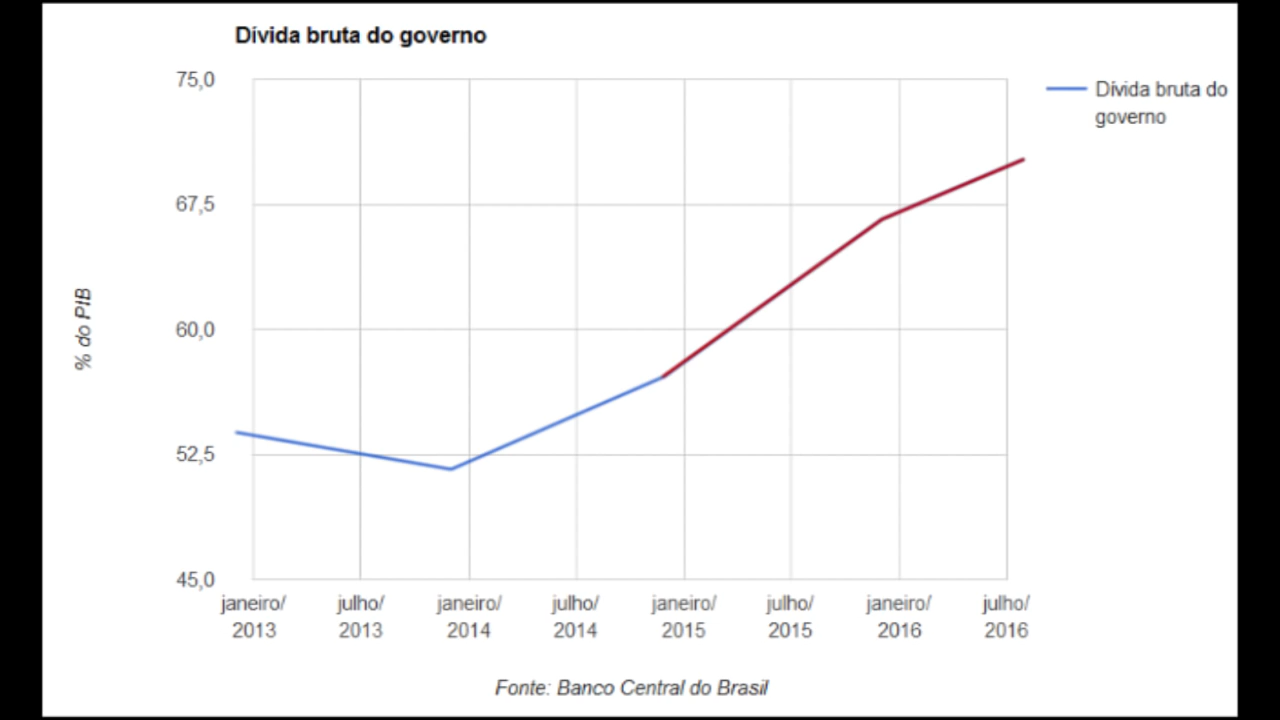 Dívida bruta do governo
75,0
67,5
60,0
52,5
45,0
% do PIB
janeiro/
2013
julho/
2013
janeiro/
2014
julho/
2014
janeiro/
2015
julho/
2015
janeiro/
2016
julho/
2016
Dívida bruta do
governo
Fonte: Banco Central do Brasil